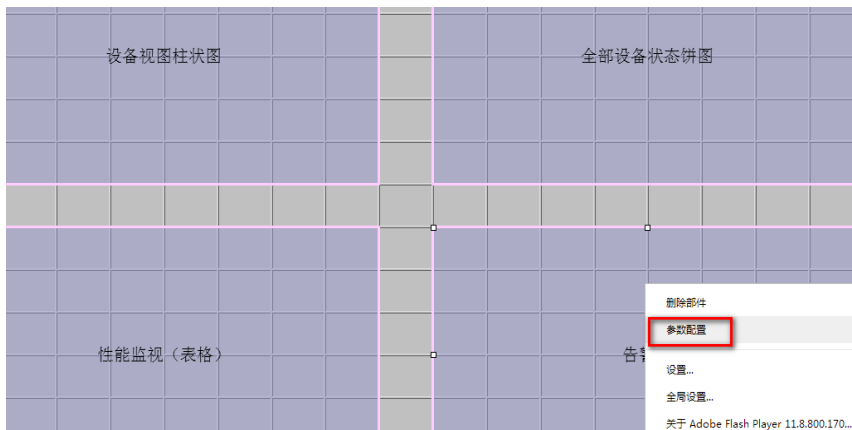 设备视图柱状图
全部设备状态饼图
性能监视（表格）
告
删除部件
参数配置
设置...
全局设置...
关于 Adobe Flash Player 11.8.800.170...